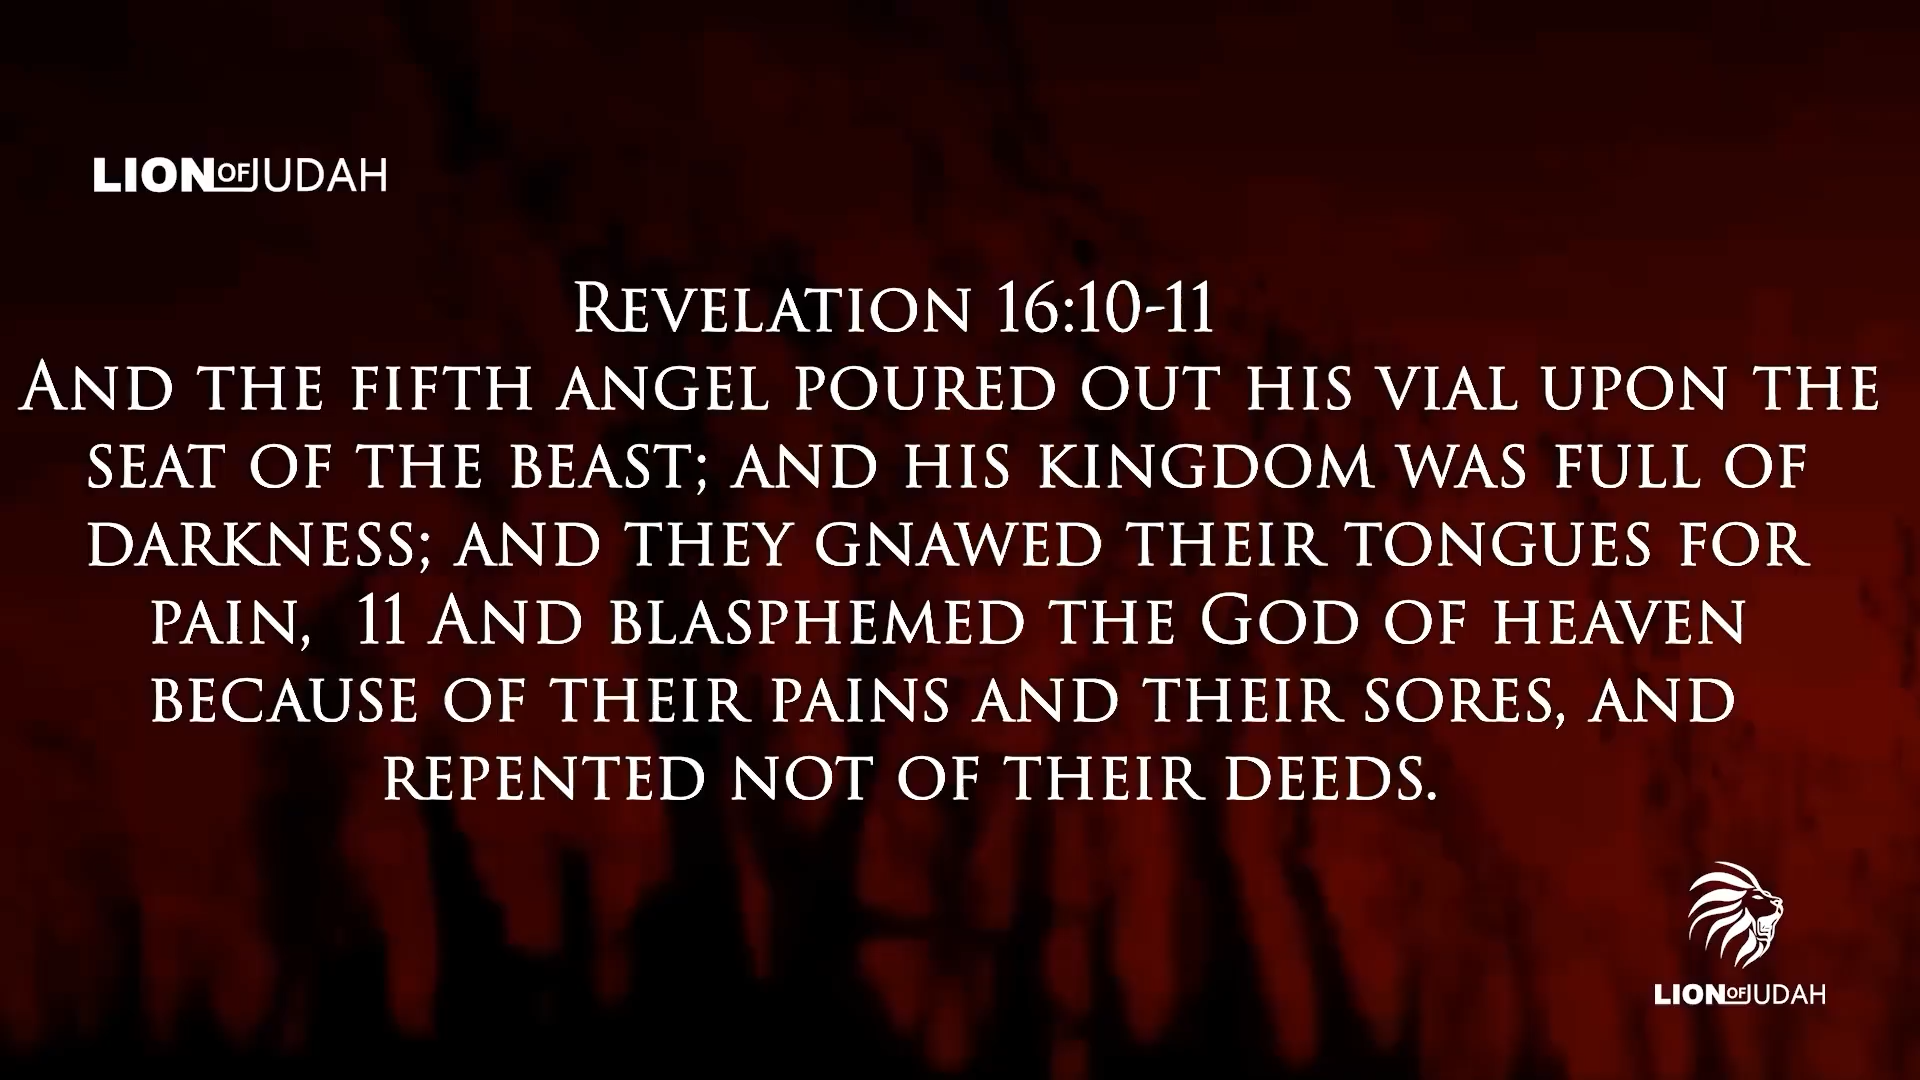 LION OF JUDAH
Revelation 16:10-11
And the fifth angel poured out his vial upon the
seat of the beast; and his kingdom was full of
darkness; and they gnawed their tongues for
pain,  11 And blasphemed the God of heaven
because of their pains and their sores, and
repented not of their deeds.
LION OF JUDAH